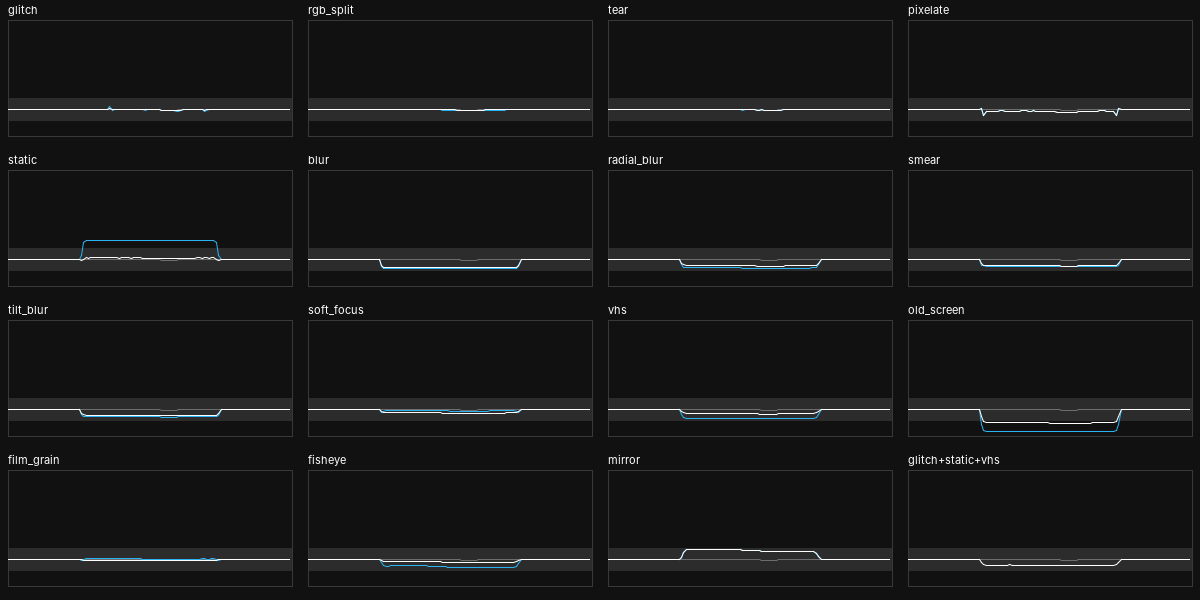 glitch
rgb_split
tear
pixelate
static
blur
radial_blur
smear
tilt_blur
soft_focus
vhs
old_screen
film_grain
fisheye
mirror
glitch+static+vhs